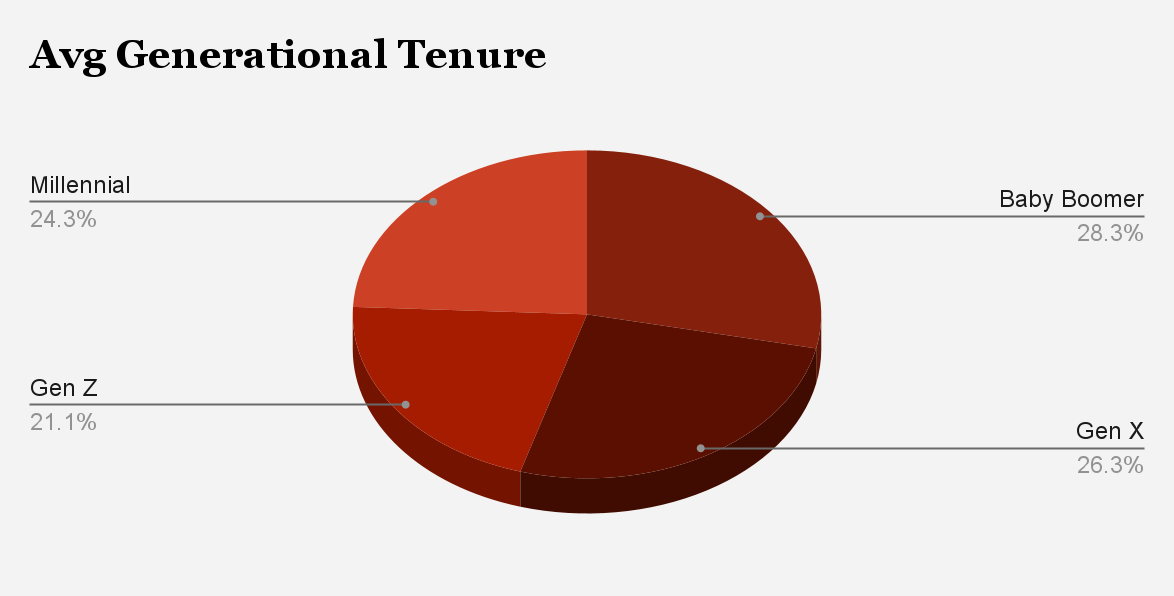 Avg Generational Tenure
Millennial
24.3%
Baby Boomer
28.3%
Gen Z
21.1%
Gen X
26.3%